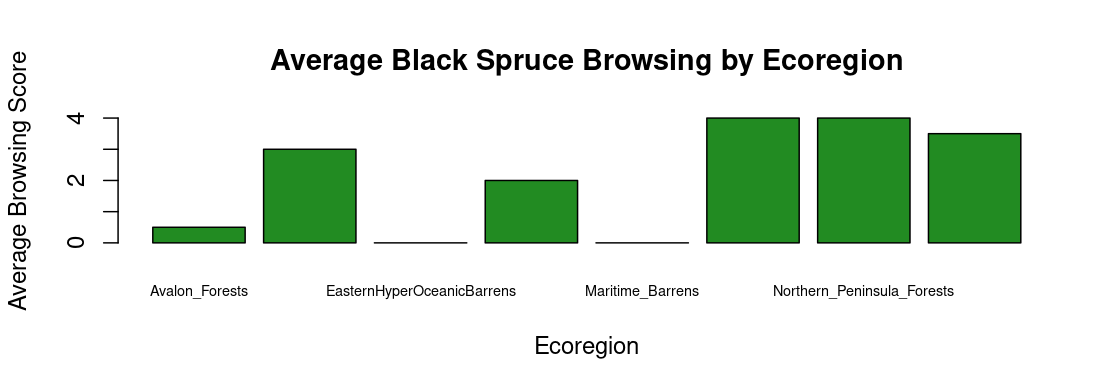 Average Black Spruce Browsing by Ecoregion
Average Browsing Score
4
2
0
Avalon_Forests EasternHyperOceanicBarrens Maritime_Barrens Northern_Peninsula_Forests
Ecoregion